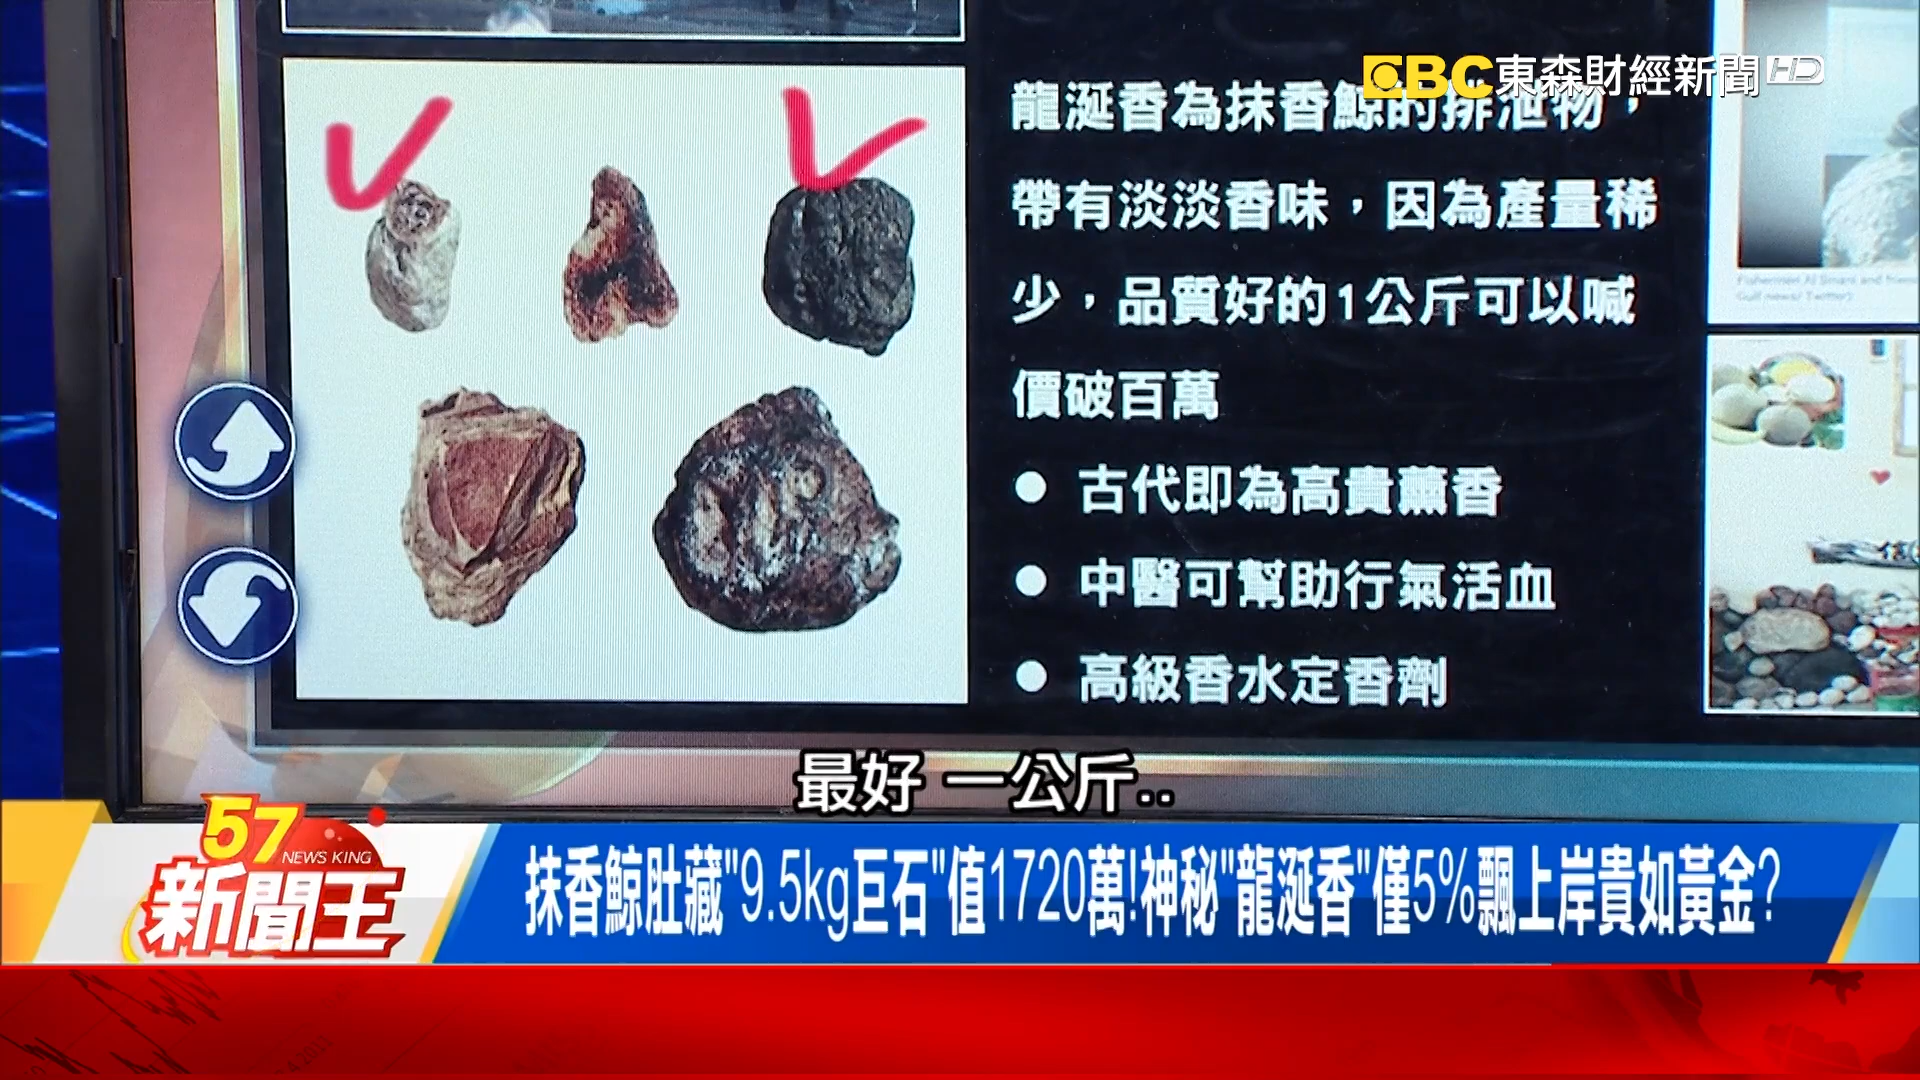 EBC東森財經新聞HD
龍涎香為抹香鯨的排泄物，
帶有淡淡香味，因為產量稀
少，品質好的1公斤可以喊
價破百萬
● 古代即為高貴薰香
● 中醫可幫助行氣活血
● 高級香水定香劑
最好 一公斤..
57
NEWS KING
新聞王
抹香鯨肚藏"9.5kg巨石"值1720萬!神秘"龍涎香"僅5%飄上岸貴如黃金?